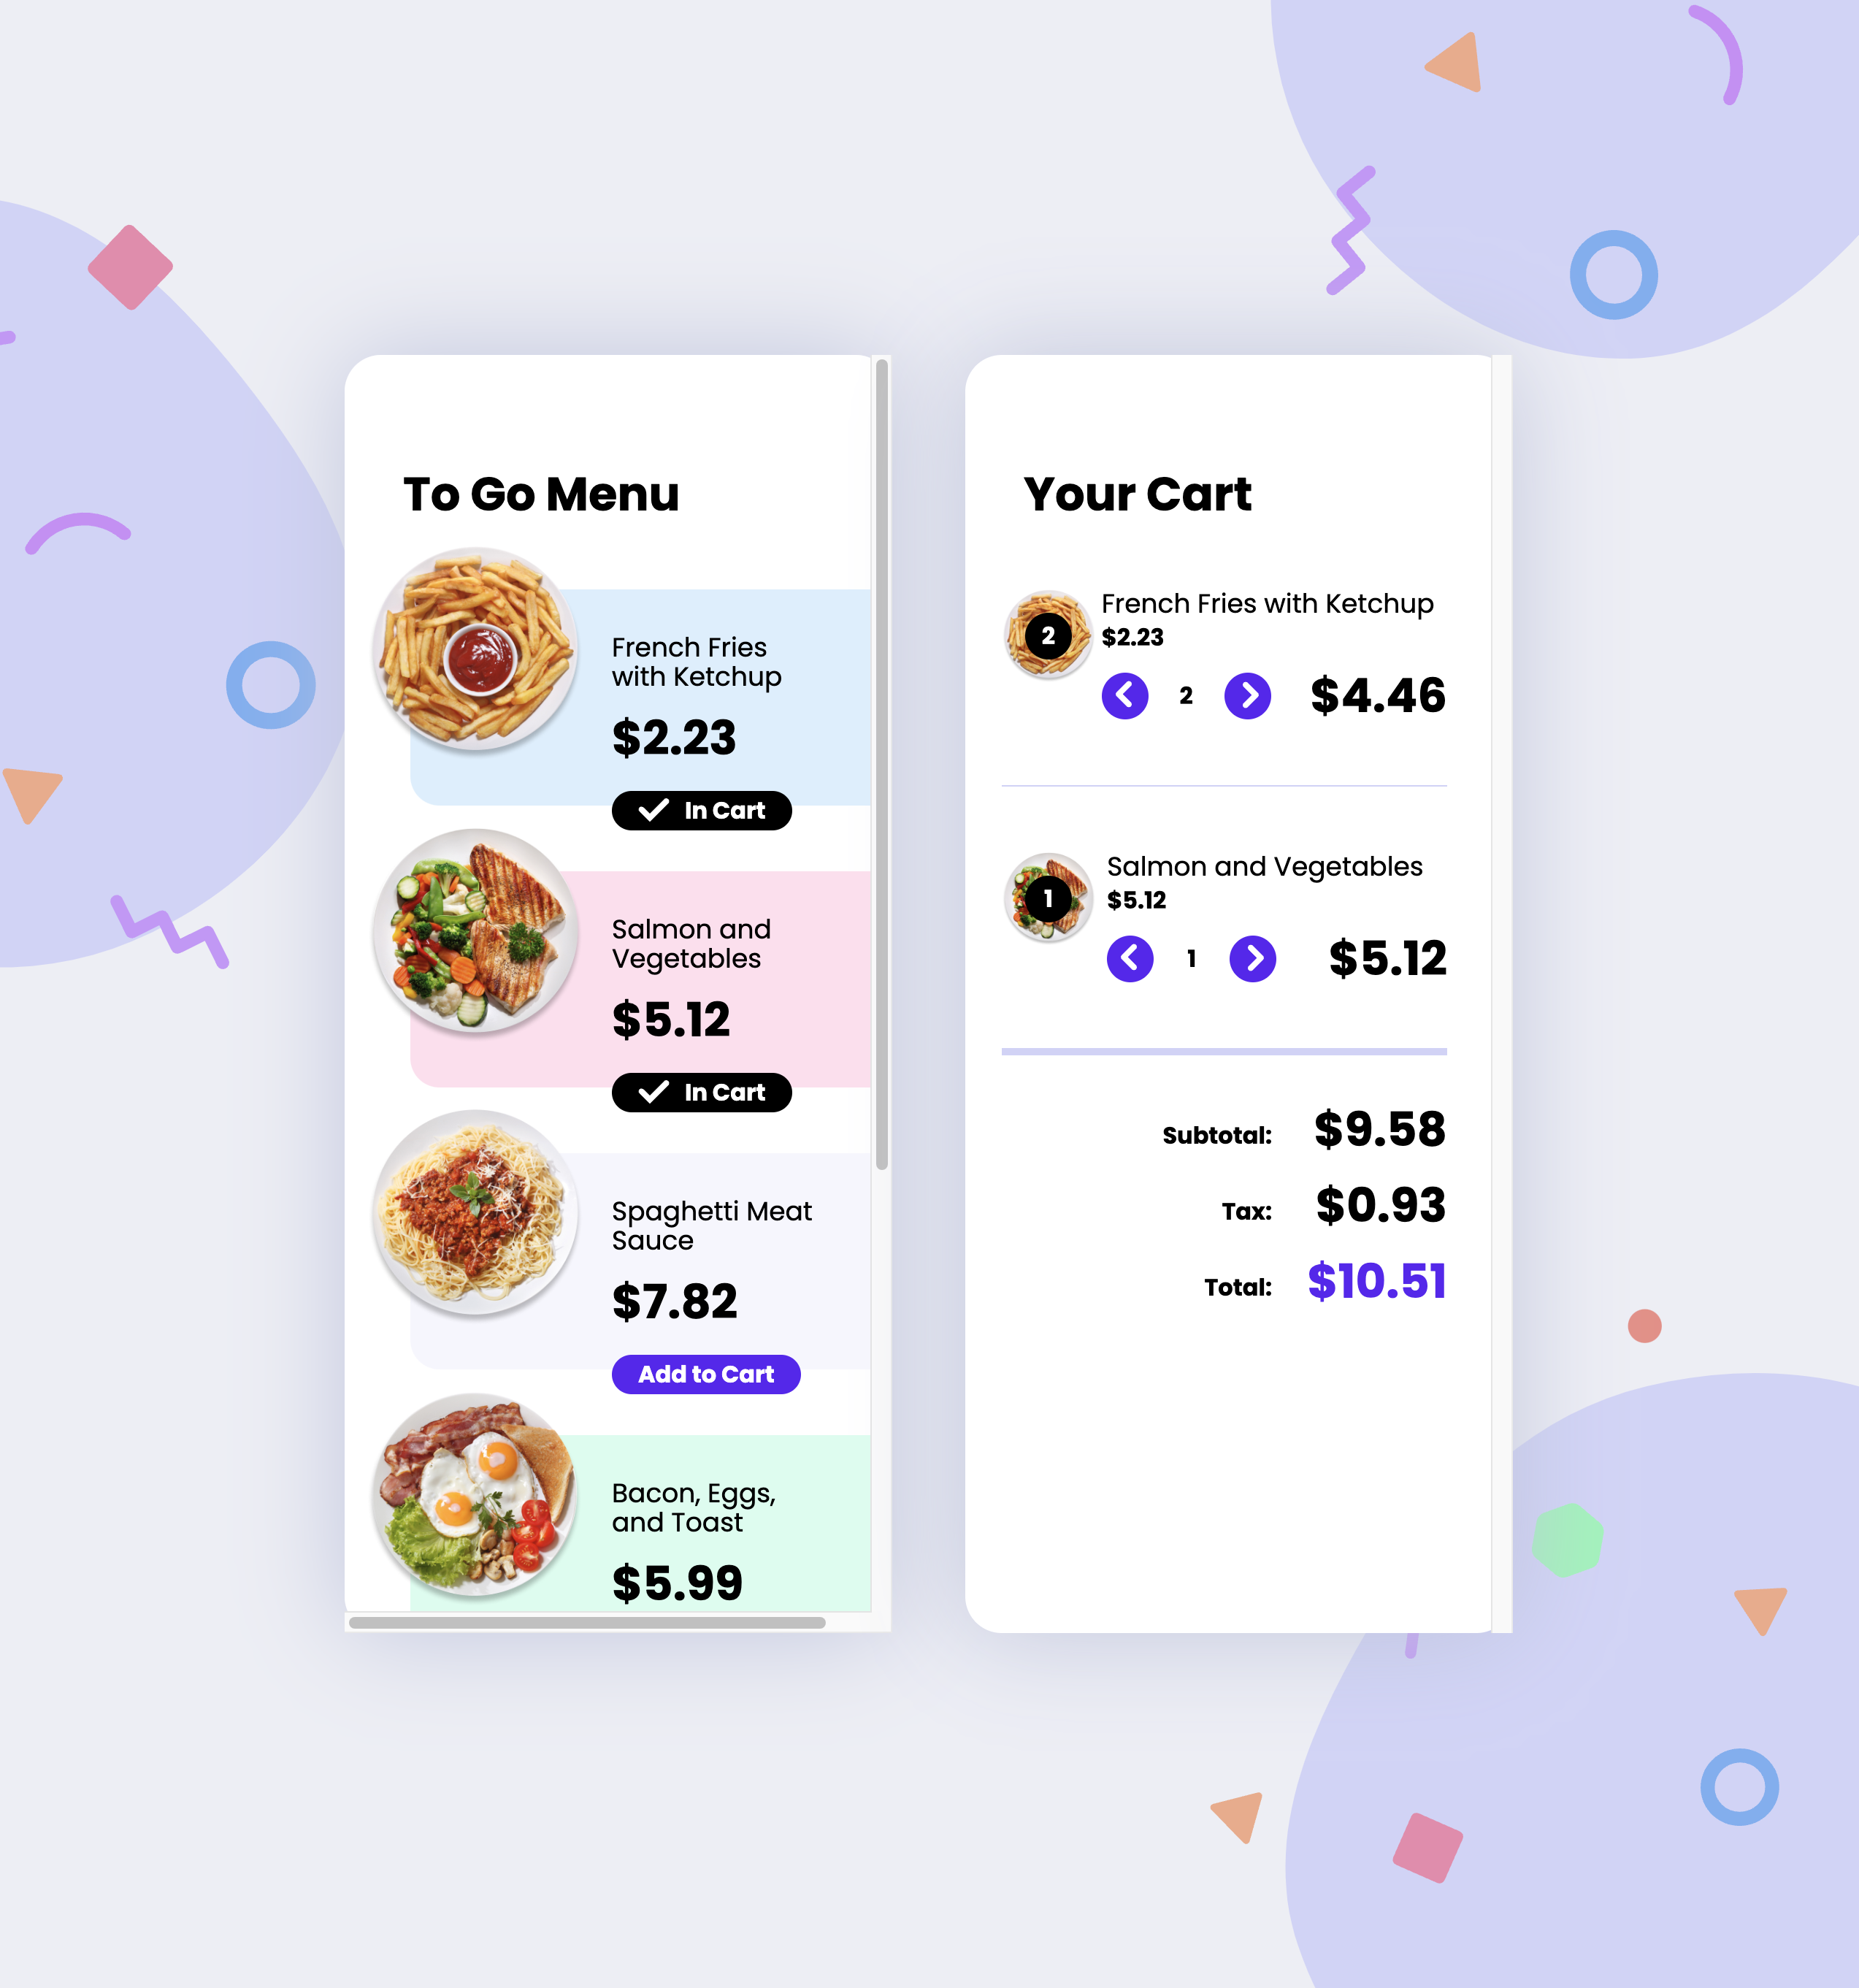 To Go Menu
French Fries
with Ketchup
$2.23
In Cart
Salmon and
Vegetables
$5.12
In Cart
Spaghetti Meat
Sauce
$7.82
Add to Cart
Bacon, Eggs,
and Toast
$5.99
Your Cart
2
French Fries with Ketchup
$2.23
2
$4.46
1
Salmon and Vegetables
$5.12
1
$5.12
Subtotal: $9.58
Tax: $0.93
Total: $10.51